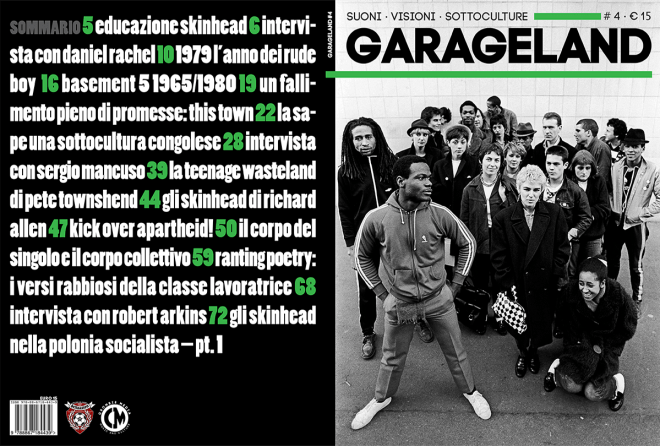 SOMMARIO 5 educazione skinhead 6 intervi-
sta con daniel rachel 10 1979 l'anno dei rude
boy 16 basement 5 1965/1980 19 un falli-
mento pieno di promesse: this town 22 la sa-
pe una sottocultura congolese 28 intervista
con sergio mancuso 39 la teenage wasteland
di pete townshend 44 gli skinhead di richard
allen 47 kick over apartheid! 50 il corpo del
singolo e il corpo collettivo 59 ranting poetry:
i versi rabbiosi della classe lavoratrice 68
intervista con robert arkins 72 gli skinhead
nella polonia socialista – pt. 1
EURO 15
CM
GARAGELAND #4
SUONI · VISIONI · SOTTOCULTURE # 4 · € 15
GARAGELAND